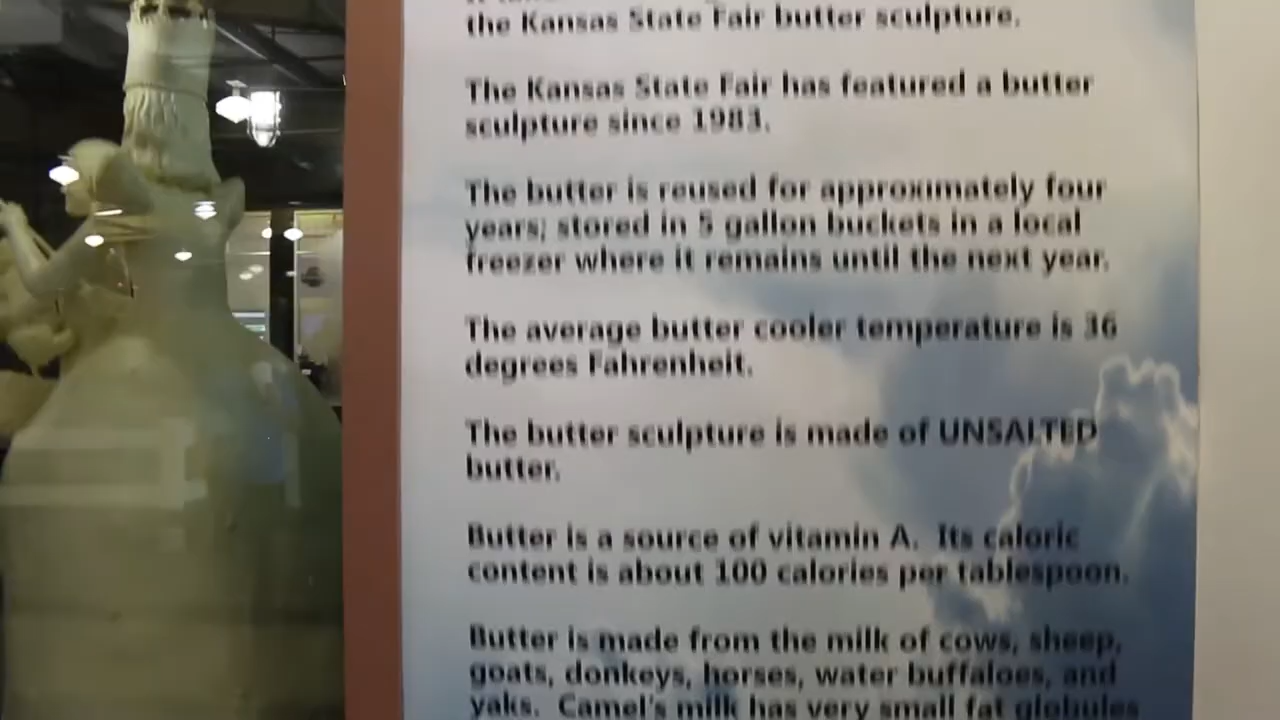 the Kansas State Fair butter sculpture.
The Kansas State Fair has featured a butter
sculpture since 1983.
The butter is reused for approximately four
years; stored in 5 gallon buckets in a local
freezer where it remains until the next year.
The average butter cooler temperature is 36
degrees Fahrenheit.
The butter sculpture is made of UNSALTED
butter.
Butter is a source of vitamin A. Its caloric
content is about 100 calories per tablespoon.
Butter is made from the milk of cows, sheep,
goats, donkeys, horses, water buffaloes, and
yaks. Camel's milk has very small fat globules